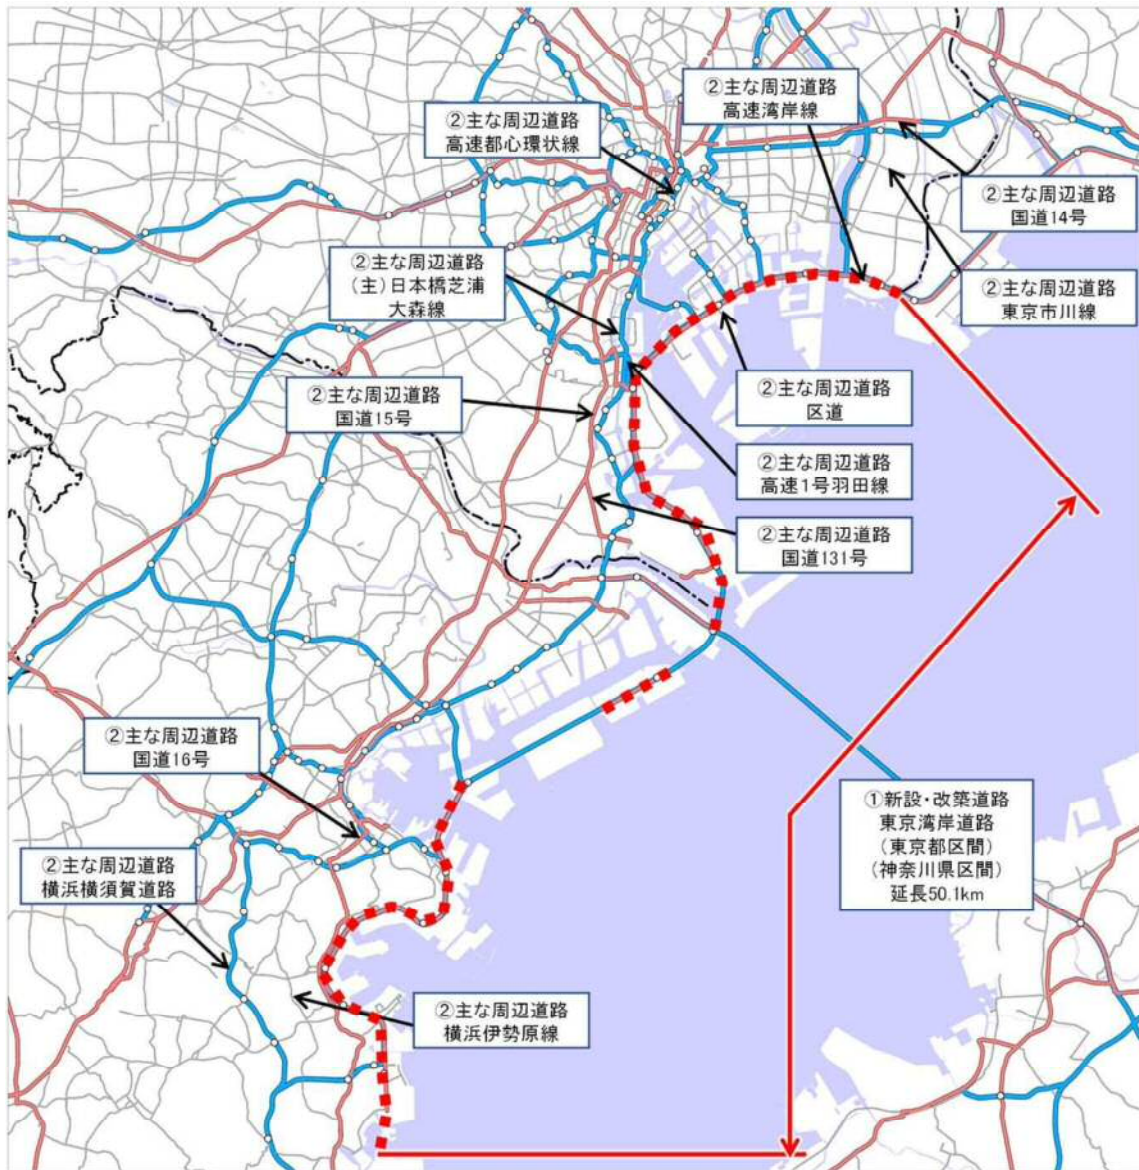 ②主な周辺道路
高速湾岸線
②主な周辺道路
高速都心環状線
②主な周辺道路
国道14号
②主な周辺道路
(主)日本橋芝浦
大森線
②主な周辺道路
東京市川線
②主な周辺道路
国道15号
②主な周辺道路
区道
②主な周辺道路
高速1号羽田線
②主な周辺道路
国道131号
②主な周辺道路
国道16号
①新設・改築道路
東京湾岸道路
(東京都区間)
(神奈川県区間)
延長50.1km
②主な周辺道路
横浜横須賀道路
②主な周辺道路
横浜伊勢原線